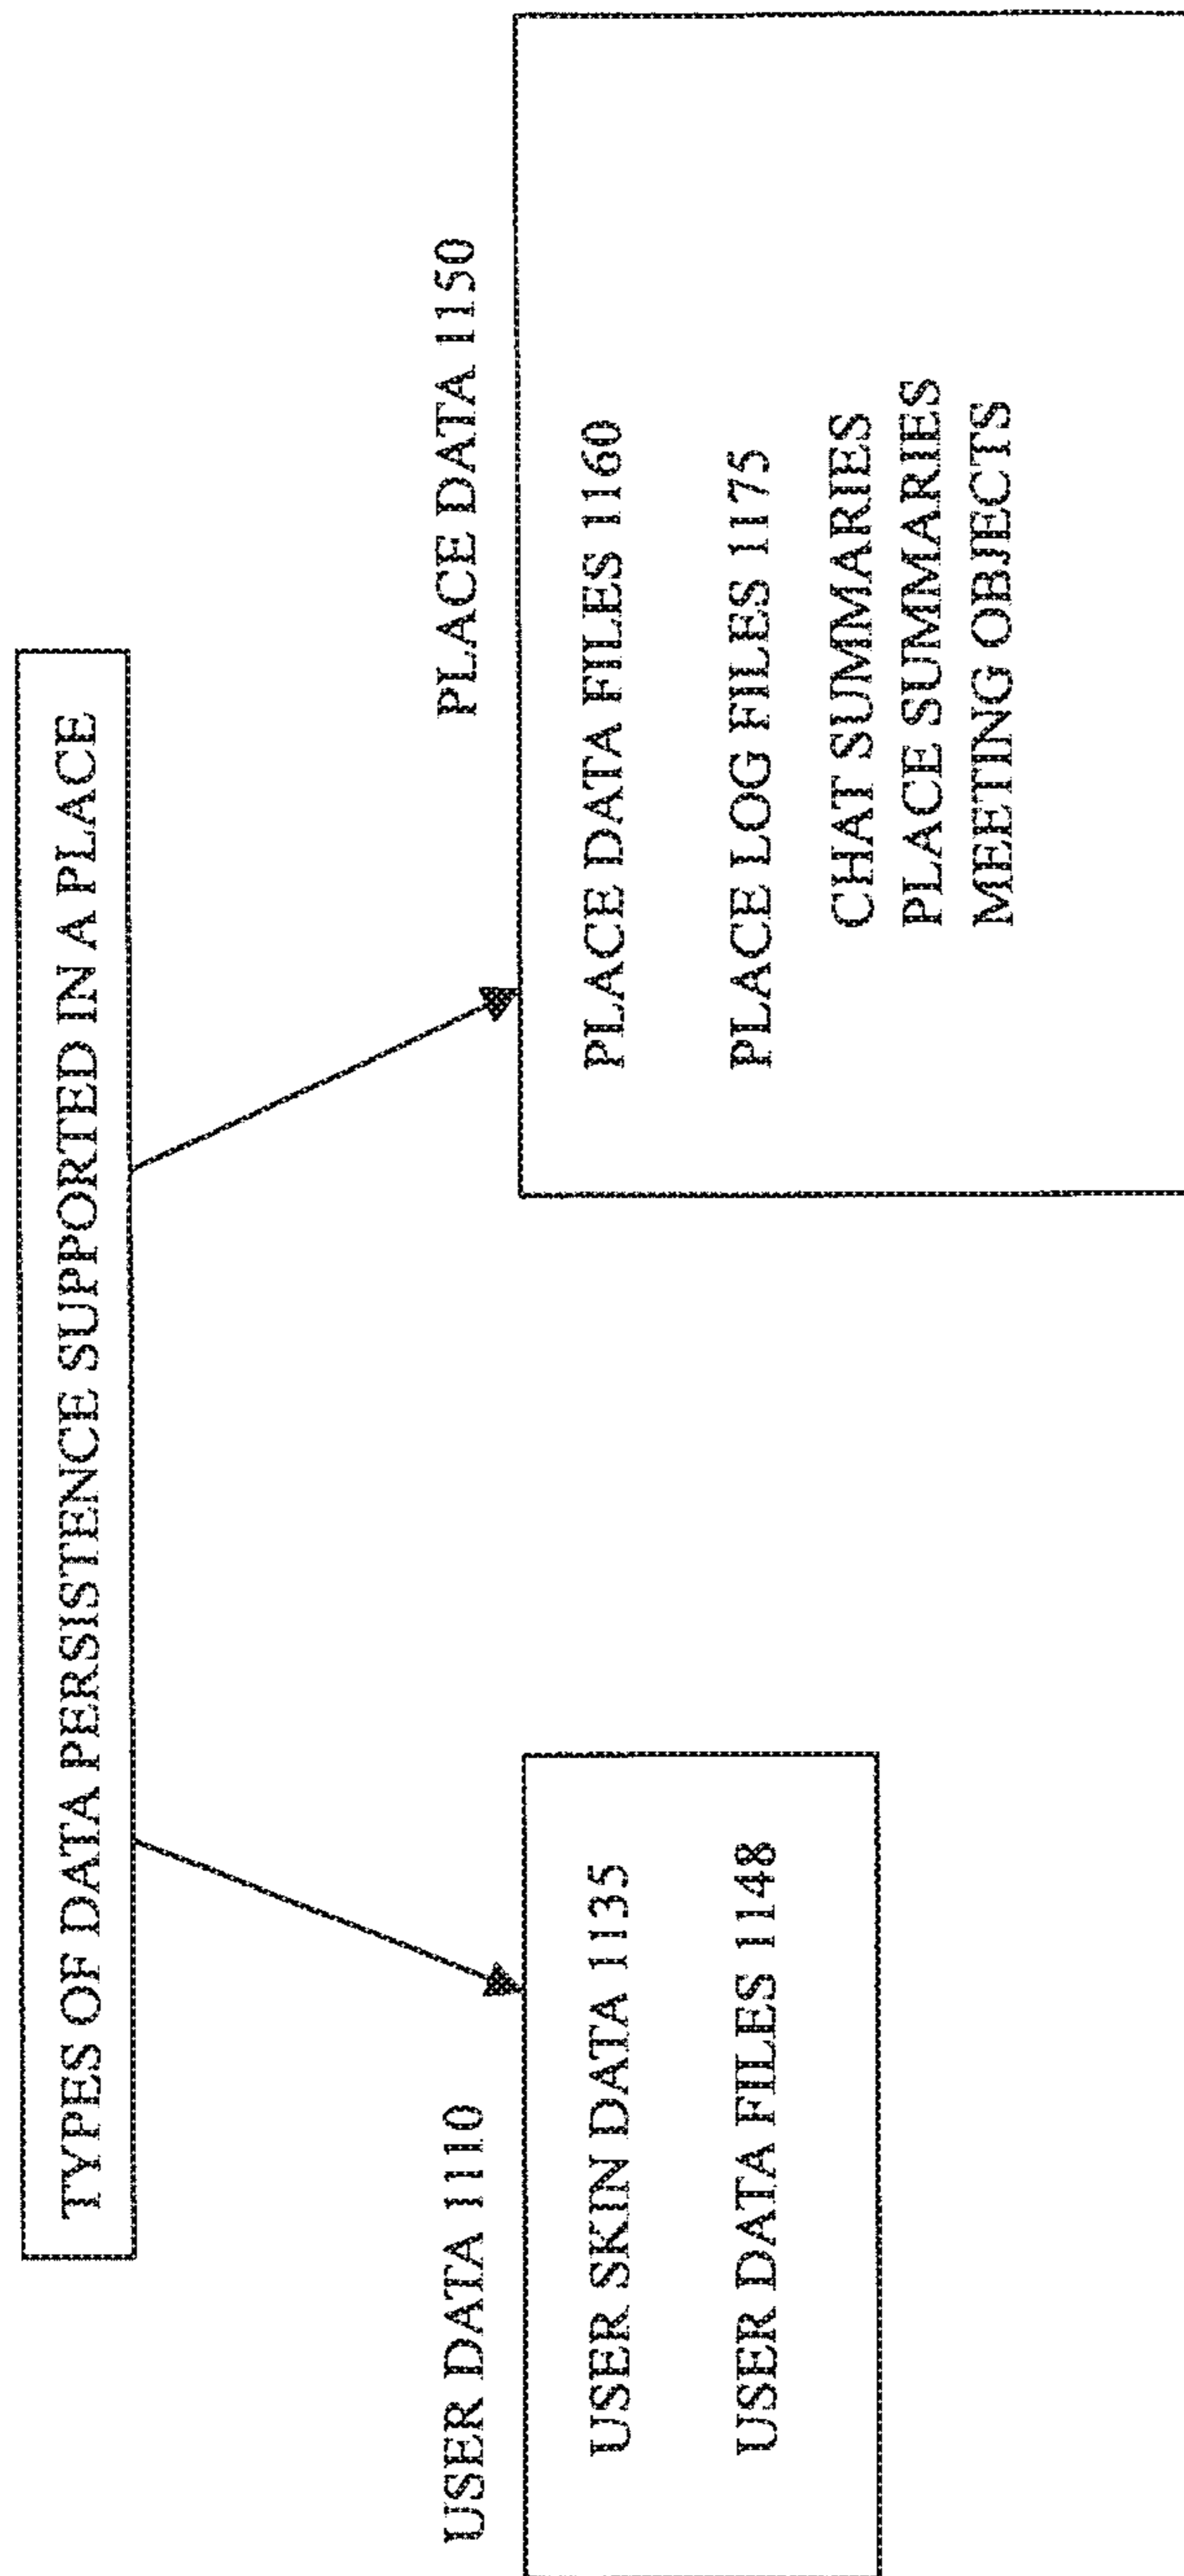 TYPES OF DATA PERSISTENCE SUPPORTED IN A PLACE
USER DATA 1110
USER SKIN DATA 1135
USER DATA FILES 1148
PLACE DATA 1150
PLACE DATA FILES 1160
PLACE LOG FILES 1175
CHAT SUMMARIES
PLACE SUMMARIES
MEETING OBJECTS